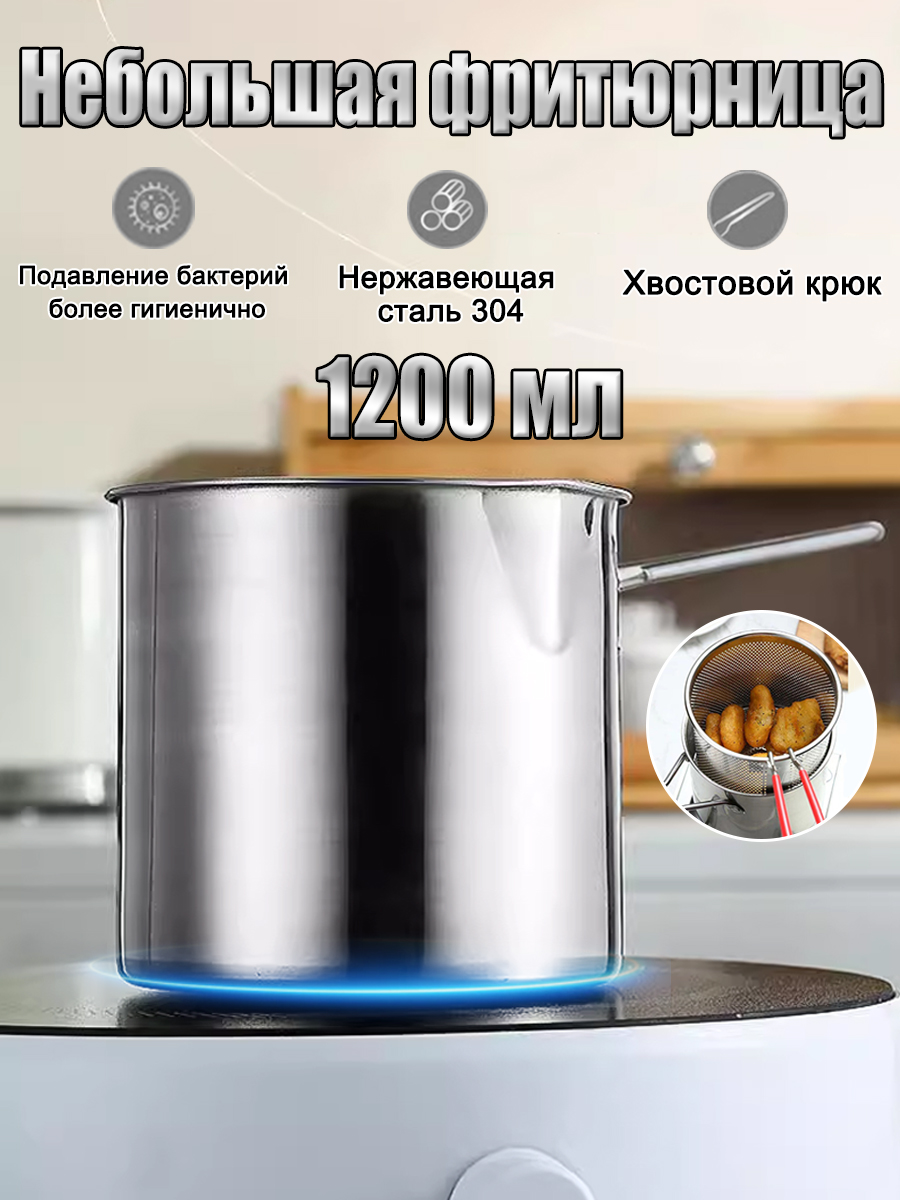 Небольшая фритюрница
Подавление бактерий
более гигиенично
Нержавеющая
сталь 304
Хвостовой крюк
1200 мл